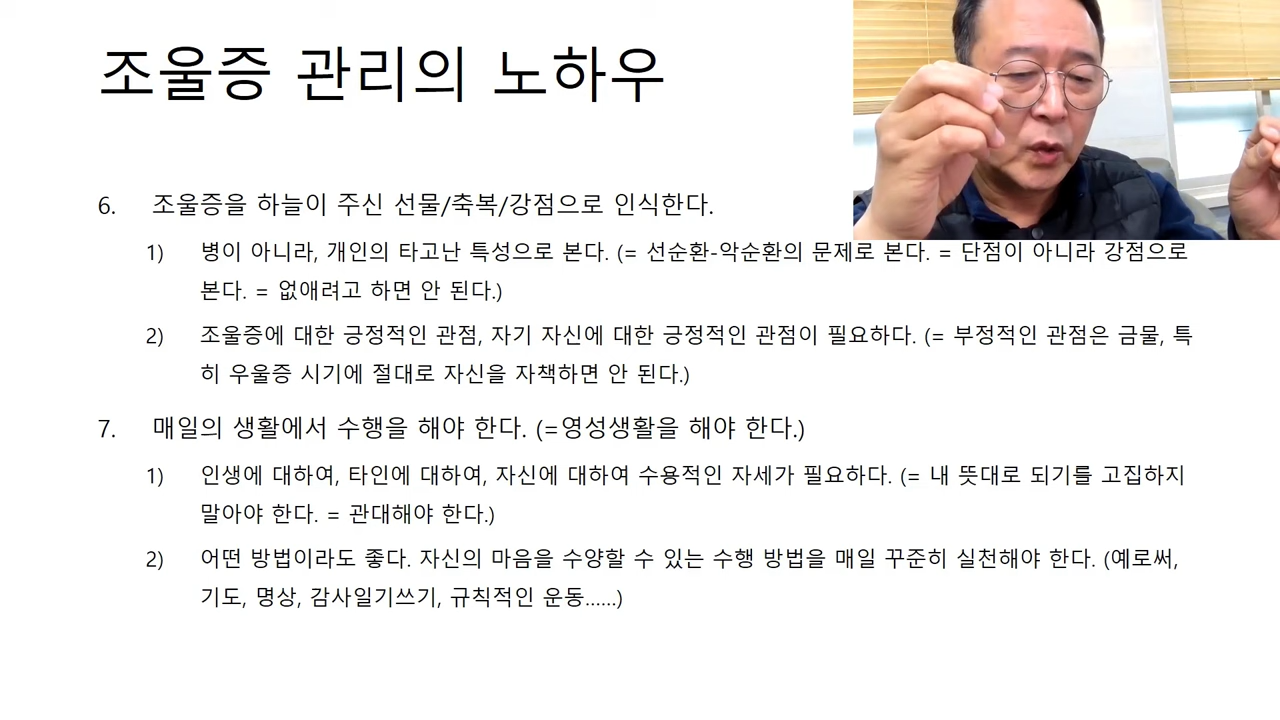 조울증 관리의 노하우
6. 조울증을 하늘이 주신 선물/축복/강점으로 인식한다.
1) 병이 아니라, 개인의 타고난 특성으로 본다. (= 선순환-악순환의 문제로 본다. = 단점이 아니라 강점으로
본다. = 없애려고 하면 안 된다.)
2) 조울증에 대한 긍정적인 관점, 자기 자신에 대한 긍정적인 관점이 필요하다. (= 부정적인 관점은 금물, 특
히 우울증 시기에 절대로 자신을 자책하면 안 된다.)
7. 매일의 생활에서 수행을 해야 한다. (=영성생활을 해야 한다.)
1) 인생에 대하여, 타인에 대하여, 자신에 대하여 수용적인 자세가 필요하다. (= 내 뜻대로 되기를 고집하지
말아야 한다. = 관대해야 한다.)
2) 어떤 방법이라도 좋다. 자신의 마음을 수양할 수 있는 수행 방법을 매일 꾸준히 실천해야 한다. (예로써,
기도, 명상, 감사일기쓰기, 규칙적인 운동......)